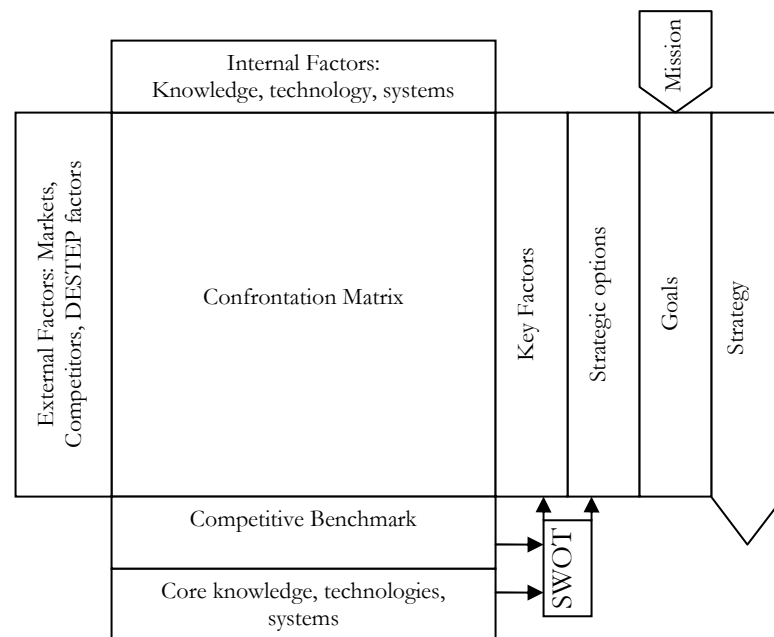 Internal Factors:
Knowledge, technology, systems
Mission
External Factors: Markets,
Competitors, DESTEP factors
Confrontation Matrix
Key Factors
Strategic options
Goals
Strategy
Competitive Benchmark
SWOT
Core knowledge, technologies,
systems